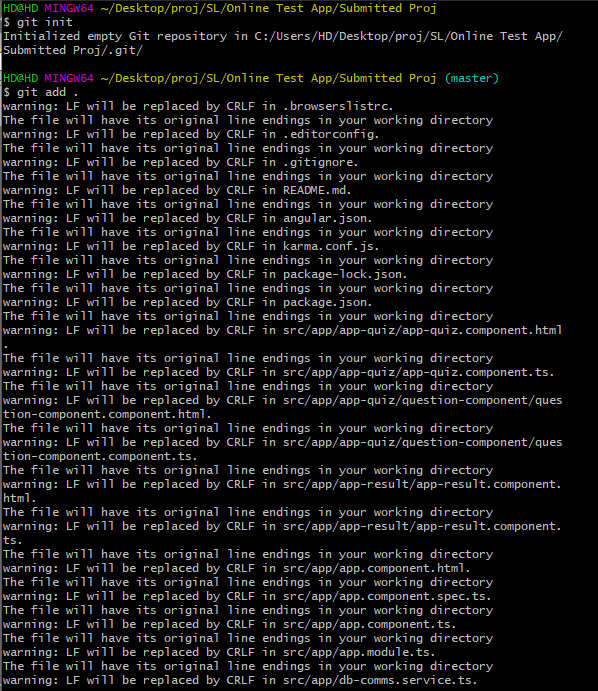 HD@HD MINGW64 ~/Desktop/proj/SL/Online Test App/Submitted Proj
$ git init
Initialized empty Git repository in C:/Users/HD/Desktop/proj/SL/Online Test App/
Submitted Proj/.git/
HD@HD MINGW64 ~/Desktop/proj/SL/Online Test App/Submitted Proj (master)
$ git add .
warning: LF will be replaced by CRLF in .browserslistrc.
The file will have its original line endings in your working directory
warning: LF will be replaced by CRLF in .editorconfig.
The file will have its original line endings in your working directory
warning: LF will be replaced by CRLF in .gitignore.
The file will have its original line endings in your working directory
warning: LF will be replaced by CRLF in README.md.
The file will have its original line endings in your working directory
warning: LF will be replaced by CRLF in angular.json.
The file will have its original line endings in your working directory
warning: LF will be replaced by CRLF in karma.conf.js.
The file will have its original line endings in your working directory
warning: LF will be replaced by CRLF in package-lock.json.
The file will have its original line endings in your working directory
warning: LF will be replaced by CRLF in package.json.
The file will have its original line endings in your working directory
warning: LF will be replaced by CRLF in src/app/app-quiz/app-quiz.component.html
.
The file will have its original line endings in your working directory
warning: LF will be replaced by CRLF in src/app/app-quiz/app-quiz.component.ts.
The file will have its original line endings in your working directory
warning: LF will be replaced by CRLF in src/app/app-quiz/question-component/ques
tion-component.component.html.
The file will have its original line endings in your working directory
warning: LF will be replaced by CRLF in src/app/app-quiz/question-component/ques
tion-component.component.ts.
The file will have its original line endings in your working directory
warning: LF will be replaced by CRLF in src/app/app-result/app-result.component.
html.
The file will have its original line endings in your working directory
warning: LF will be replaced by CRLF in src/app/app-result/app-result.component.
ts.
The file will have its original line endings in your working directory
warning: LF will be replaced by CRLF in src/app/app.component.html.
The file will have its original line endings in your working directory
warning: LF will be replaced by CRLF in src/app/app.component.spec.ts.
The file will have its original line endings in your working directory
warning: LF will be replaced by CRLF in src/app/app.component.ts.
The file will have its original line endings in your working directory
warning: LF will be replaced by CRLF in src/app/app.module.ts.
The file will have its original line endings in your working directory
warning: LF will be replaced by CRLF in src/app/db-comms.service.ts.